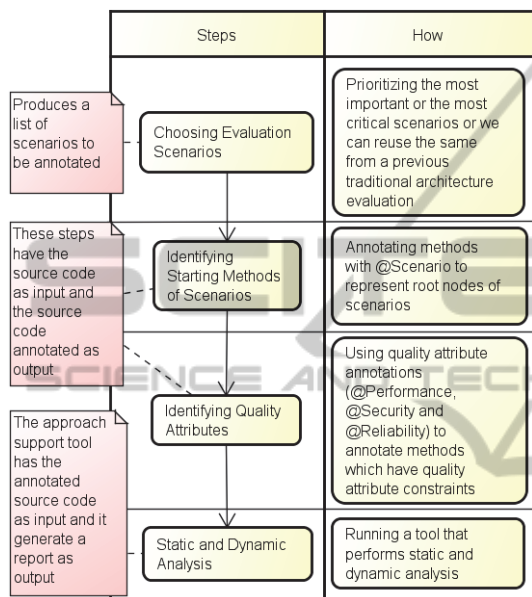 Steps
How
Produces a
list of
scenarios to
be annotated
Choosing Evaluation
Scenarios
Prioritizing the most
important or the most
critical scenarios or we
can reuse the same
from a previous
traditional architecture
evaluation
These steps
have the
source code
as input and
the source
code
annotated as
output
Identifying
Starting Methods
of Scenarios
Annotating methods
with @Scenario to
represent root nodes of
scenarios
Identifying Quality
Attributes
Using quality attribute
annotations
(@Performance,
@Security and
@Reliability) to
annotate methods
which have quality
attribute constraints
The approach
support tool
has the
annotated
source code
as input and it
generate a
report as
output
Static and Dynamic
Analysis
Running a tool that
performs static and
dynamic analysis
SCITE
SCIENCE AND TECH